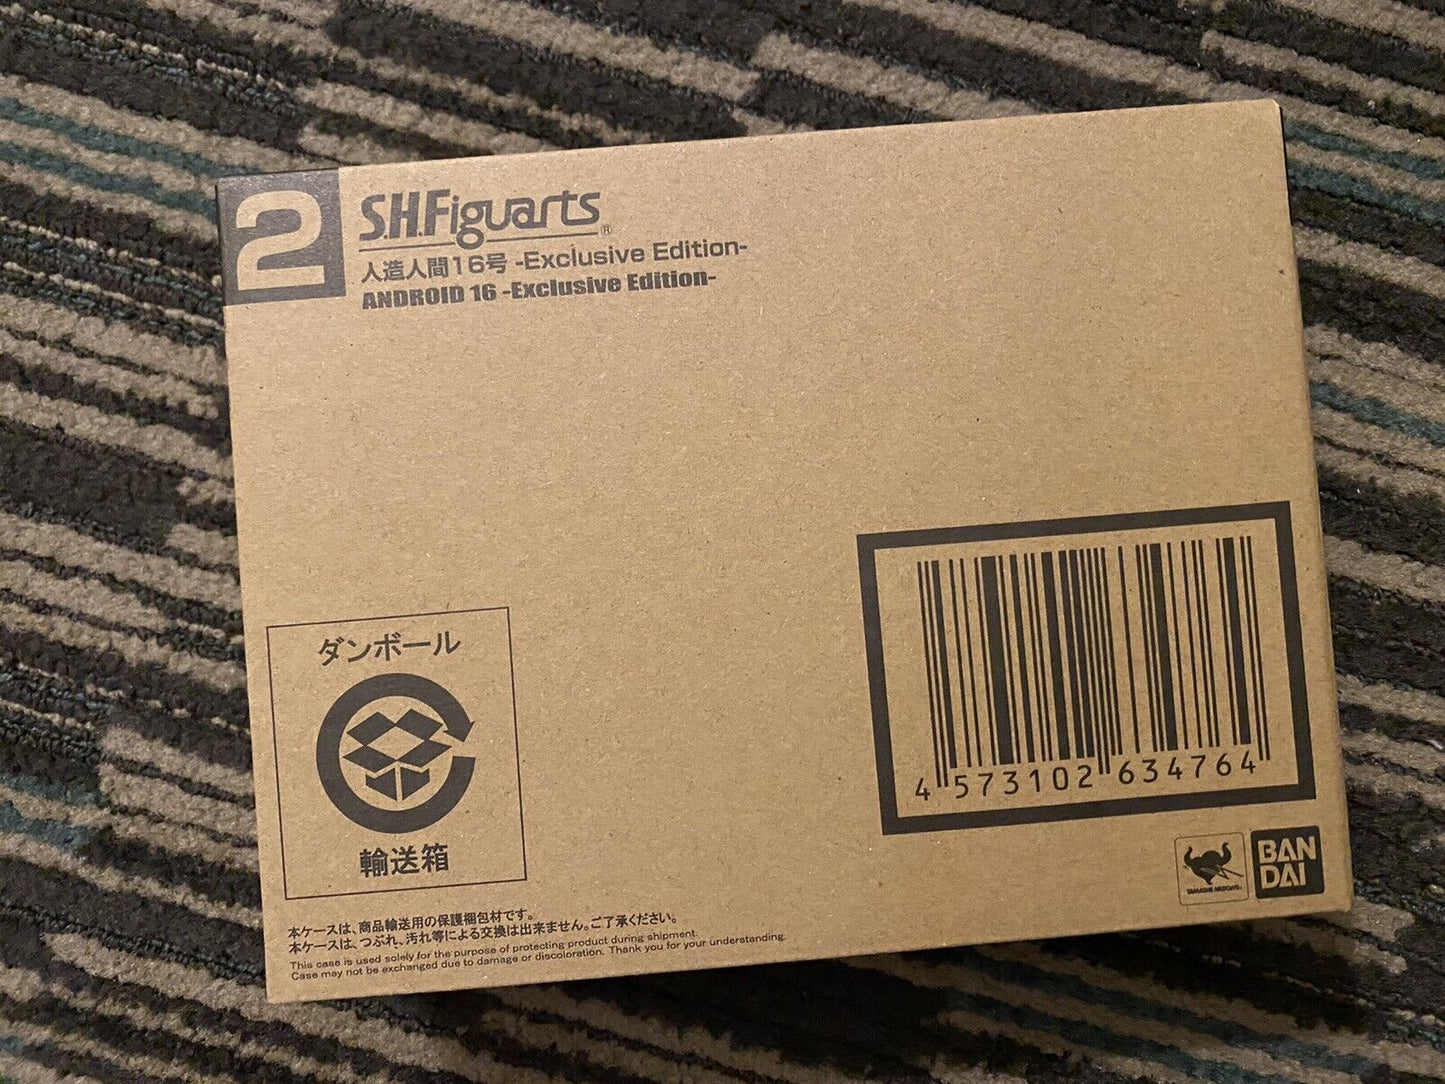 2
S.H.Figuarts®
人造人間16号 -Exclusive Edition-
ANDROID 16 -Exclusive Edition-
ダンボール
輸送箱
4 573102 634764
TAMASHII NATIONS
BAN
DAI
本ケースは、商品輸送用の保護梱包材です。
本ケースは、つぶれ、汚れ等による交換は出来ません。ご了承ください。
This case is used solely for the purpose of protecting product during shipment.
Case may not be exchanged due to damage or discoloration. Thank you for your understanding.